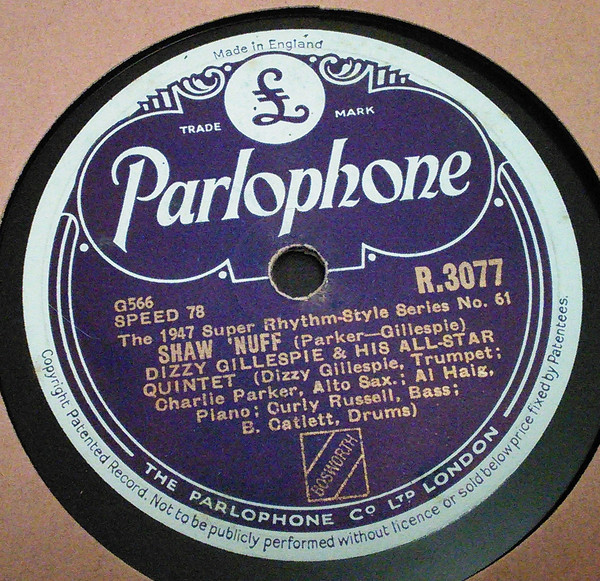 Made in England
£
TRADE MARK
Parlophone
R.3077
G566
SPEED 78
The 1947 Super Rhythm-Style Series No. 61
SHAW 'NUFF (Parker—Gillespie)
DIZZY GILLESPIE & HIS ALL-STAR
QUINTET (Dizzy Gillespie, Trumpet;
Charlie Parker, Alto Sax.; Al Haig,
Piano; Curly Russell, Bass;
B. Catlett, Drums)
BOSWORTH
THE PARLOPHONE CO LTD LONDON
Copyright Patented Record. Not to be publicly performed without licence or sold below price fixed by Patentees.